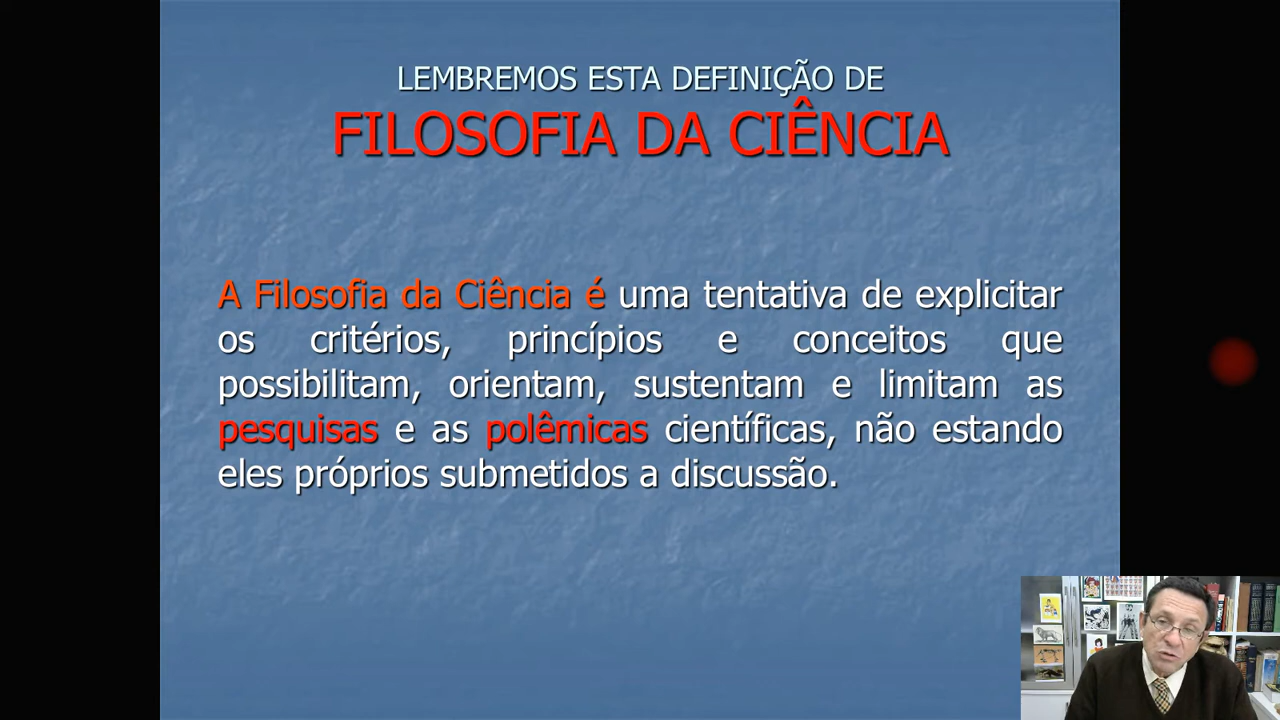 LEMBREMOS ESTA DEFINIÇÃO DE
FILOSOFIA DA CIÊNCIA
A Filosofia da Ciência é uma tentativa de explicitar
os critérios, princípios e conceitos que
possibilitam, orientam, sustentam e limitam as
pesquisas e as polêmicas científicas, não estando
eles próprios submetidos a discussão.